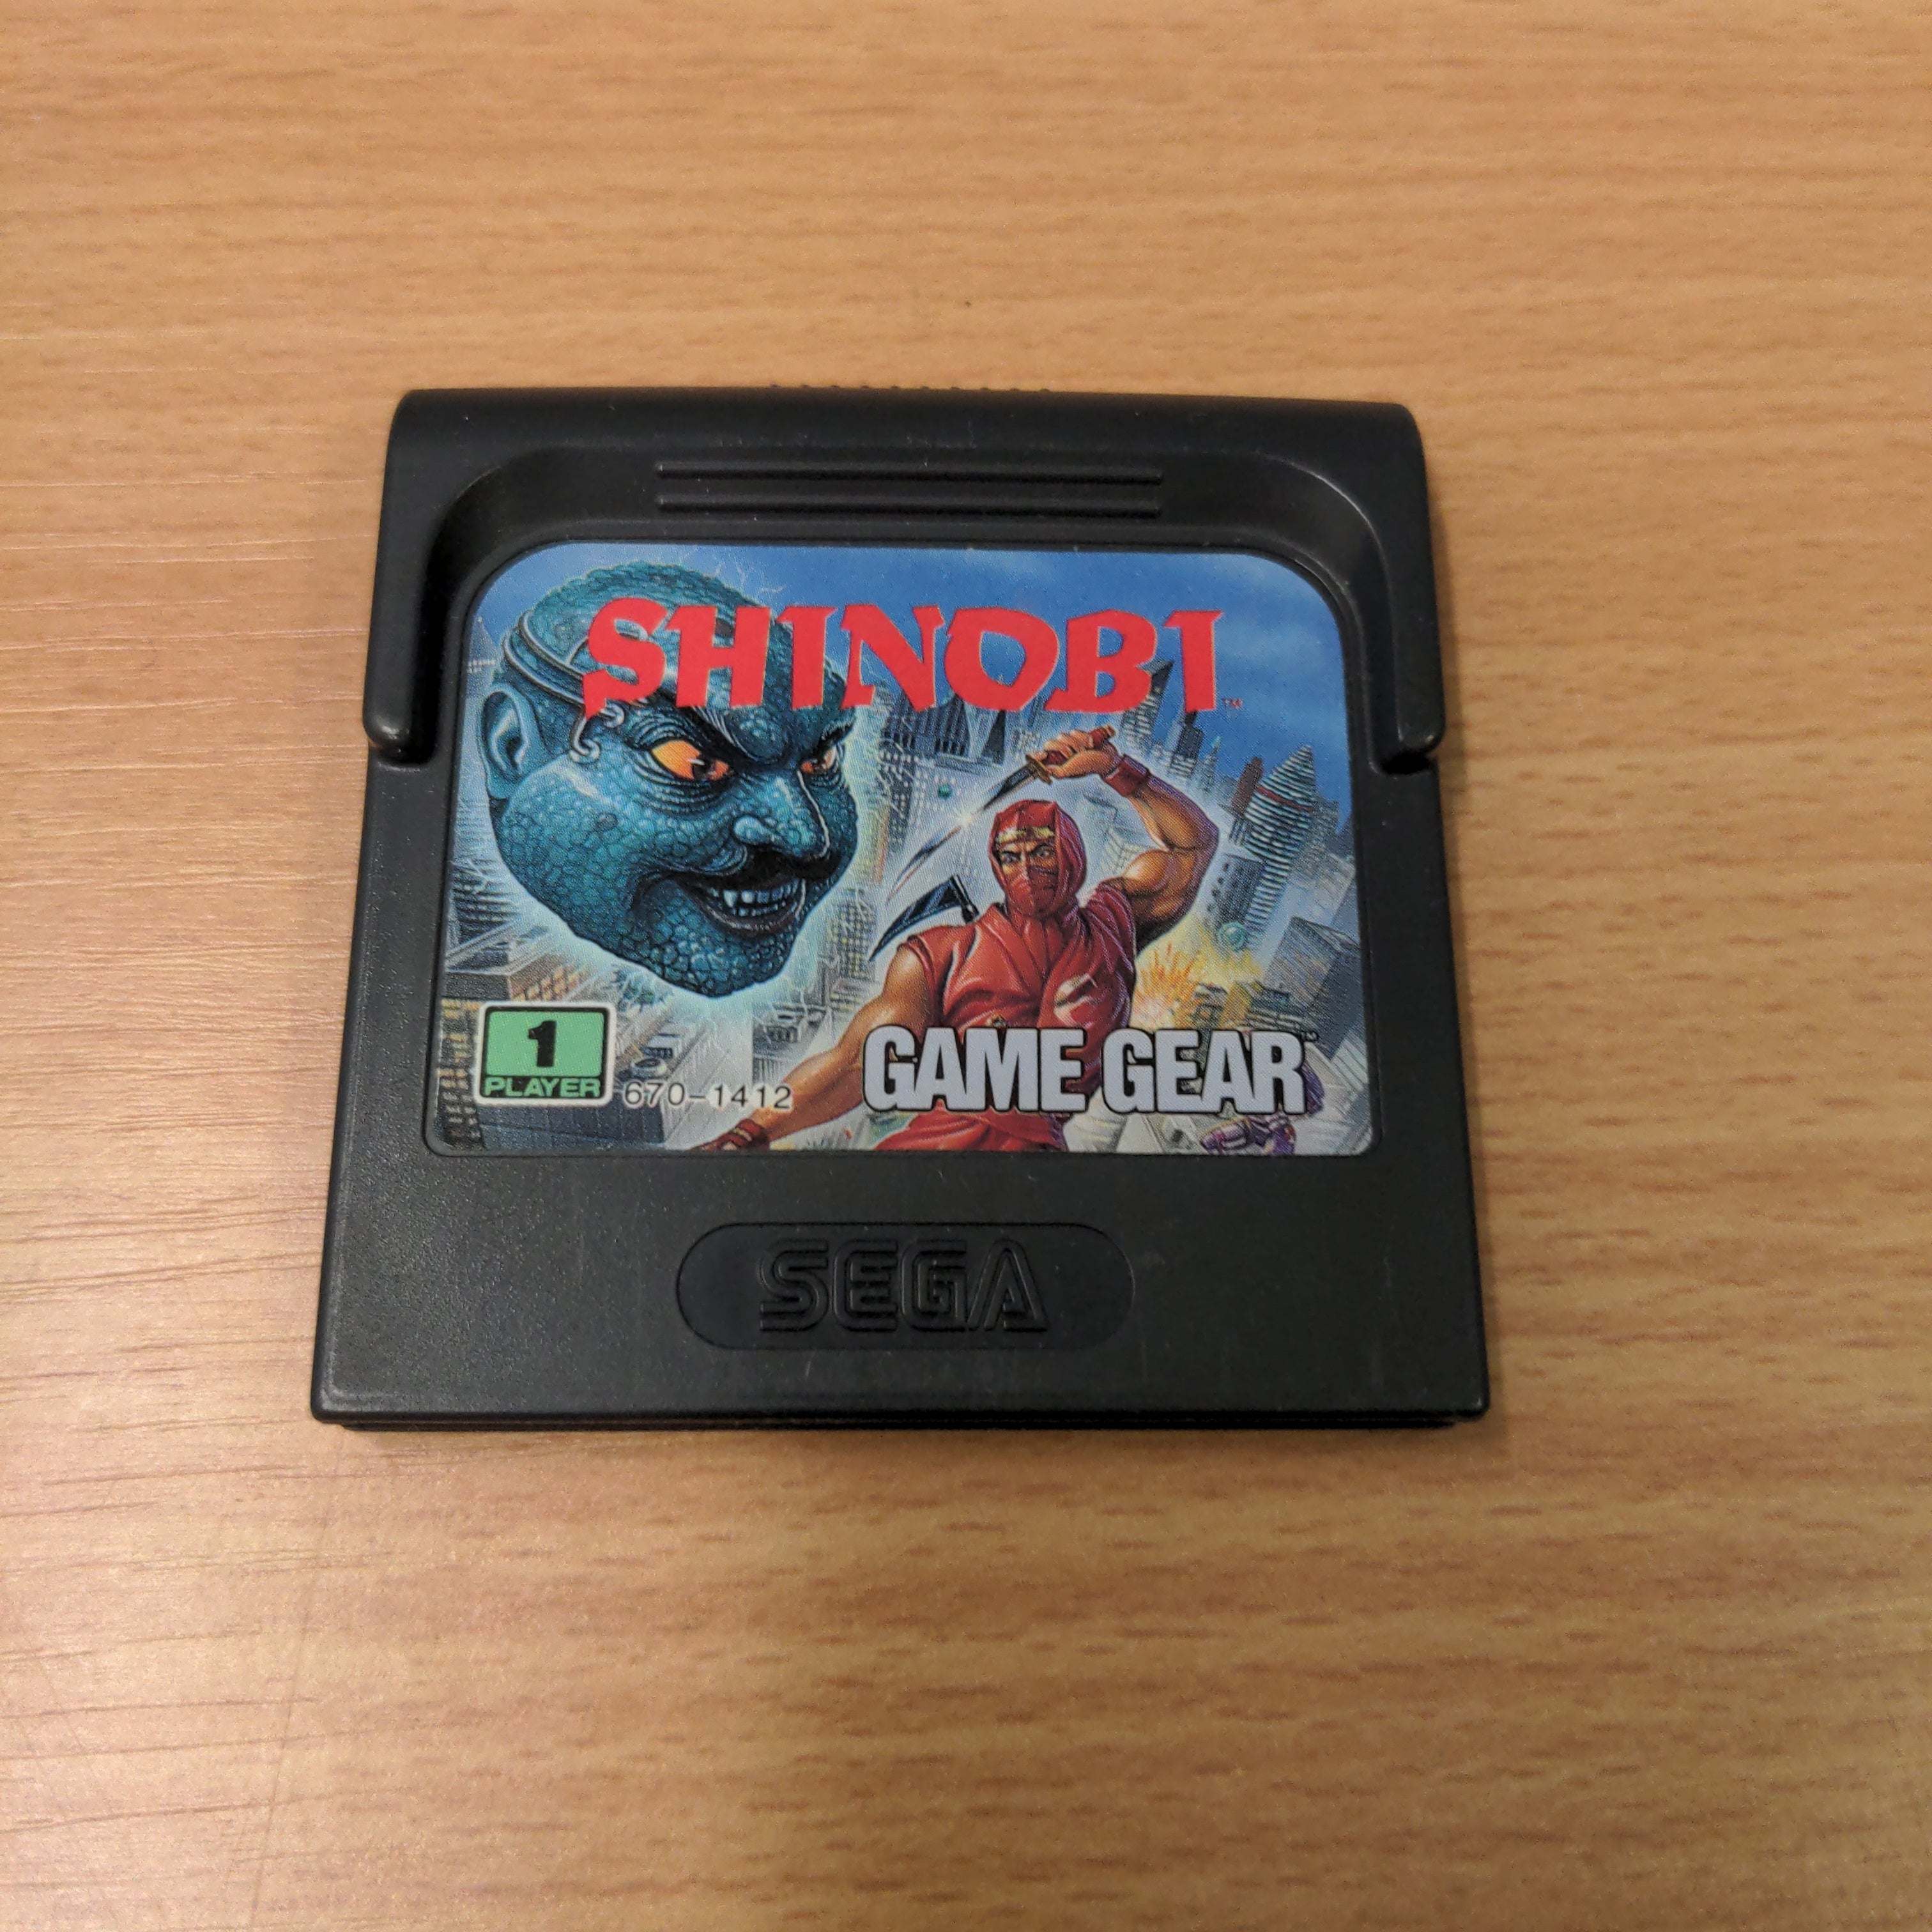 SHINOBI™
1
PLAYER
670-1412
GAME GEAR™
SEGA